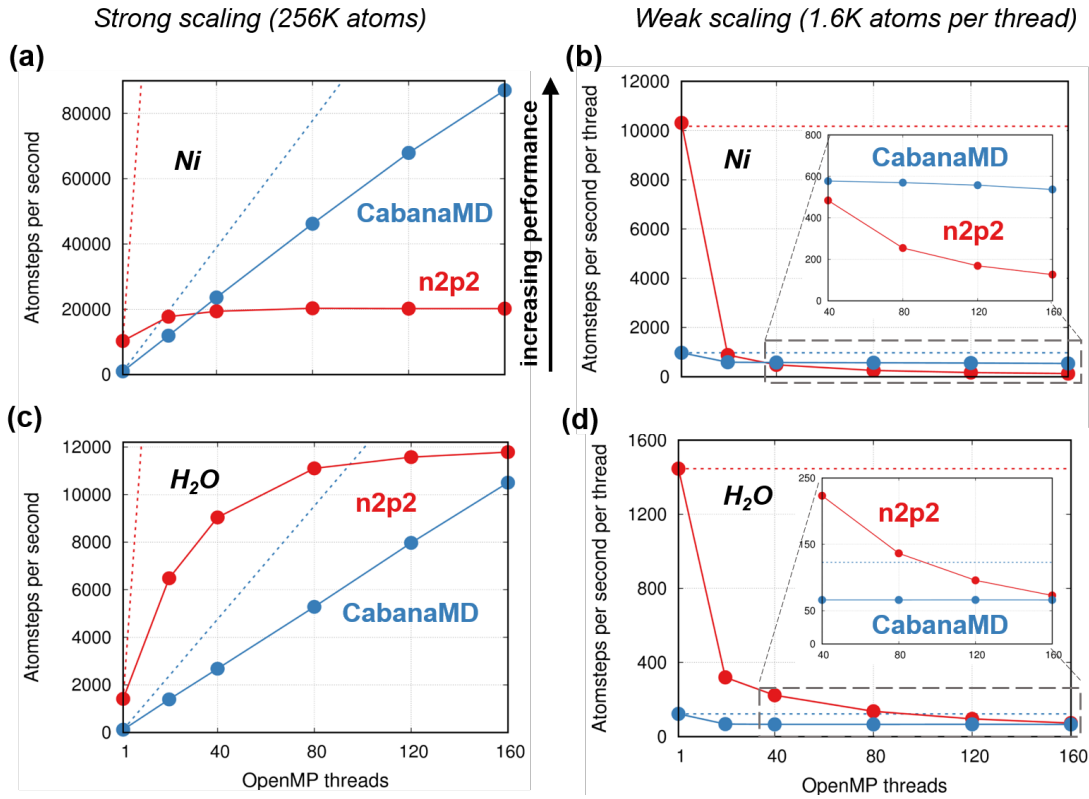 Strong scaling (256K atoms)
Weak scaling (1.6K atoms per thread)
(a)
80000
60000
40000
20000
0
Atomsteps per second
Ni
CabanaMD
n2p2
increasing performance
(b)
12000
10000
8000
6000
4000
2000
0
Atomsteps per second per thread
Ni
800
600
400
200
0
40
80
120
160
CabanaMD
n2p2
(c)
12000
10000
8000
6000
4000
2000
0
Atomsteps per second
H2O
n2p2
CabanaMD
1
40
80
120
160
OpenMP threads
(d)
1600
1400
1200
800
400
0
Atomsteps per second per thread
H2O
250
150
50
0
40
80
120
160
n2p2
CabanaMD
1
40
80
120
160
OpenMP threads